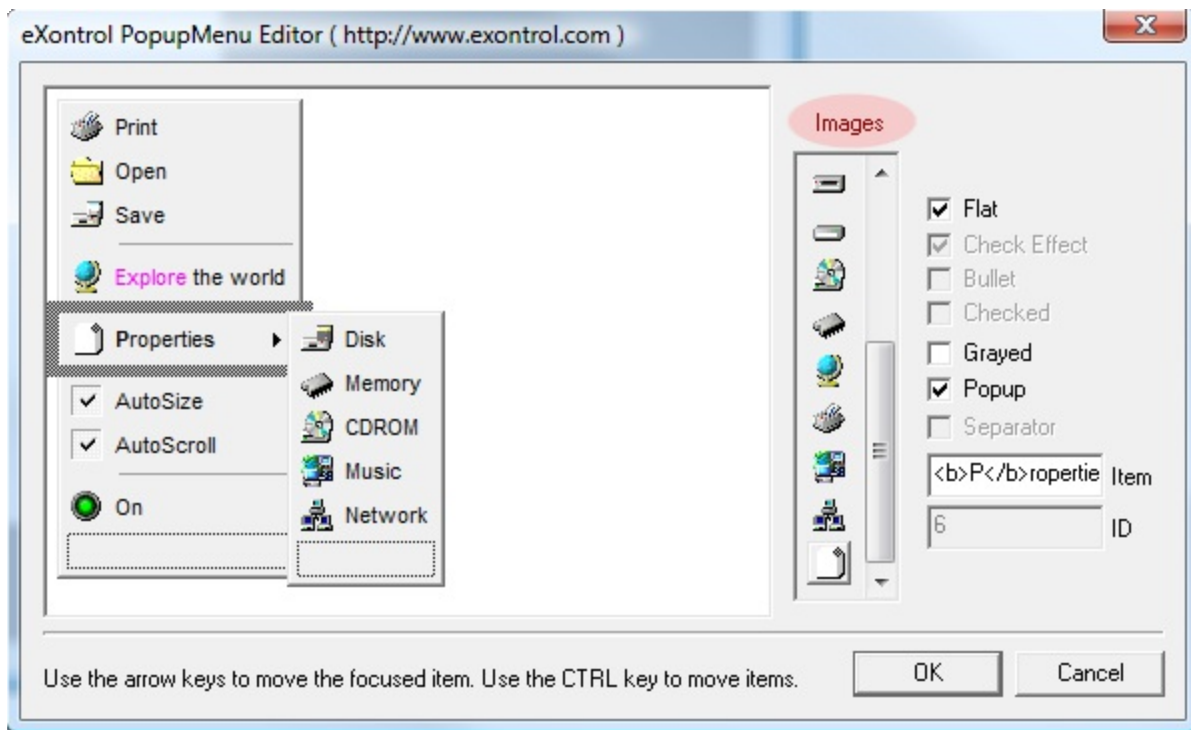 eXontrol PopupMenu Editor ( http://www.exontrol.com )
Print
Open
Save
Explore the world
Properties
AutoSize
AutoScroll
On
Disk
Memory
CDROM
Music
Network
Images
Flat
Check Effect
Bullet
Checked
Grayed
Popup
Separator
<b>P</b>ropertie Item
6 ID
Use the arrow keys to move the focused item. Use the CTRL key to move items.
OK Cancel